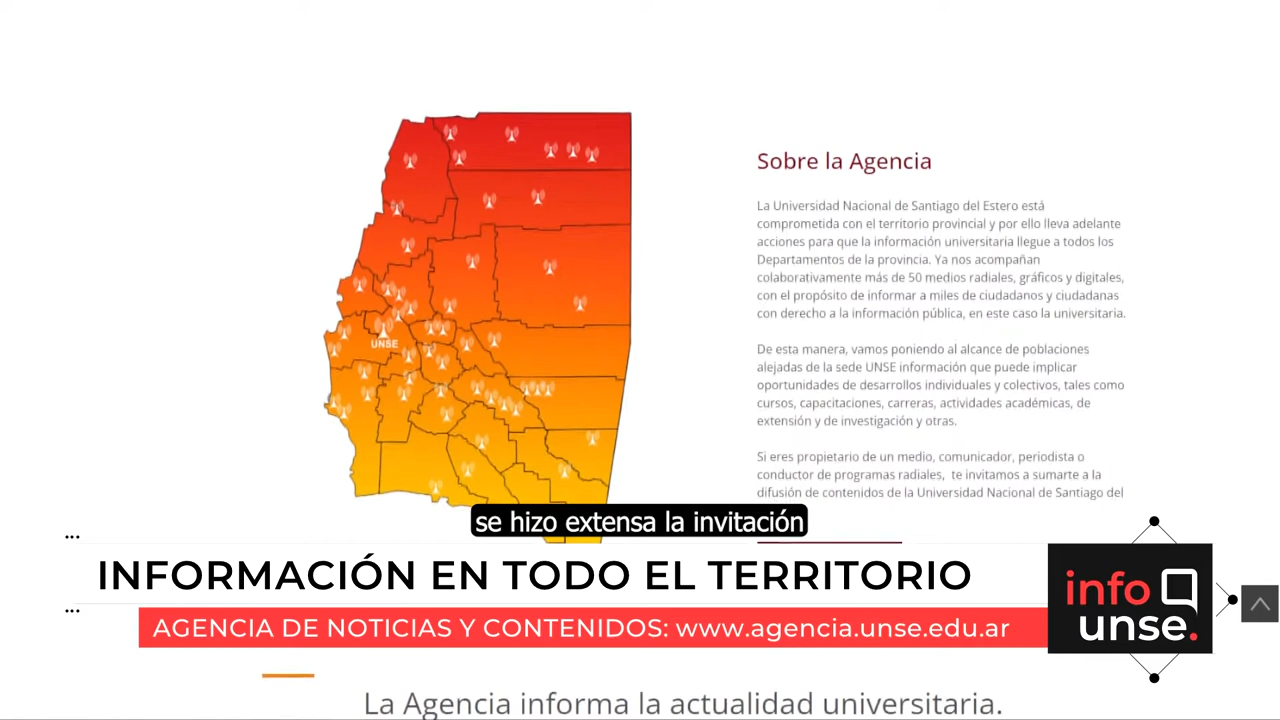 UNSE
Sobre la Agencia
La Universidad Nacional de Santiago del Estero está
comprometida con el territorio provincial y por ello lleva adelante
acciones para que la información universitaria llegue a todos los
Departamentos de la provincia. Ya nos acompañan
colaborativamente más de 50 medios radiales, gráficos y digitales,
con el propósito de informar a miles de ciudadanos y ciudadanas
con derecho a la información pública, en este caso la universitaria.
De esta manera, vamos poniendo al alcance de poblaciones
alejadas de la sede UNSE información que puede implicar
oportunidades de desarrollos individuales y colectivos, tales como
cursos, capacitaciones, carreras, actividades académicas, de
extensión y de investigación y otras.
Si eres propietario de un medio, comunicador, periodista o
conductor de programas radiales, te invitamos a sumarte a la
difusión de contenidos de la Universidad Nacional de Santiago del
se hizo extensa la invitación
INFORMACIÓN EN TODO EL TERRITORIO
AGENCIA DE NOTICIAS Y CONTENIDOS: www.agencia.unse.edu.ar
info
unse.
La Agencia informa la actualidad universitaria.